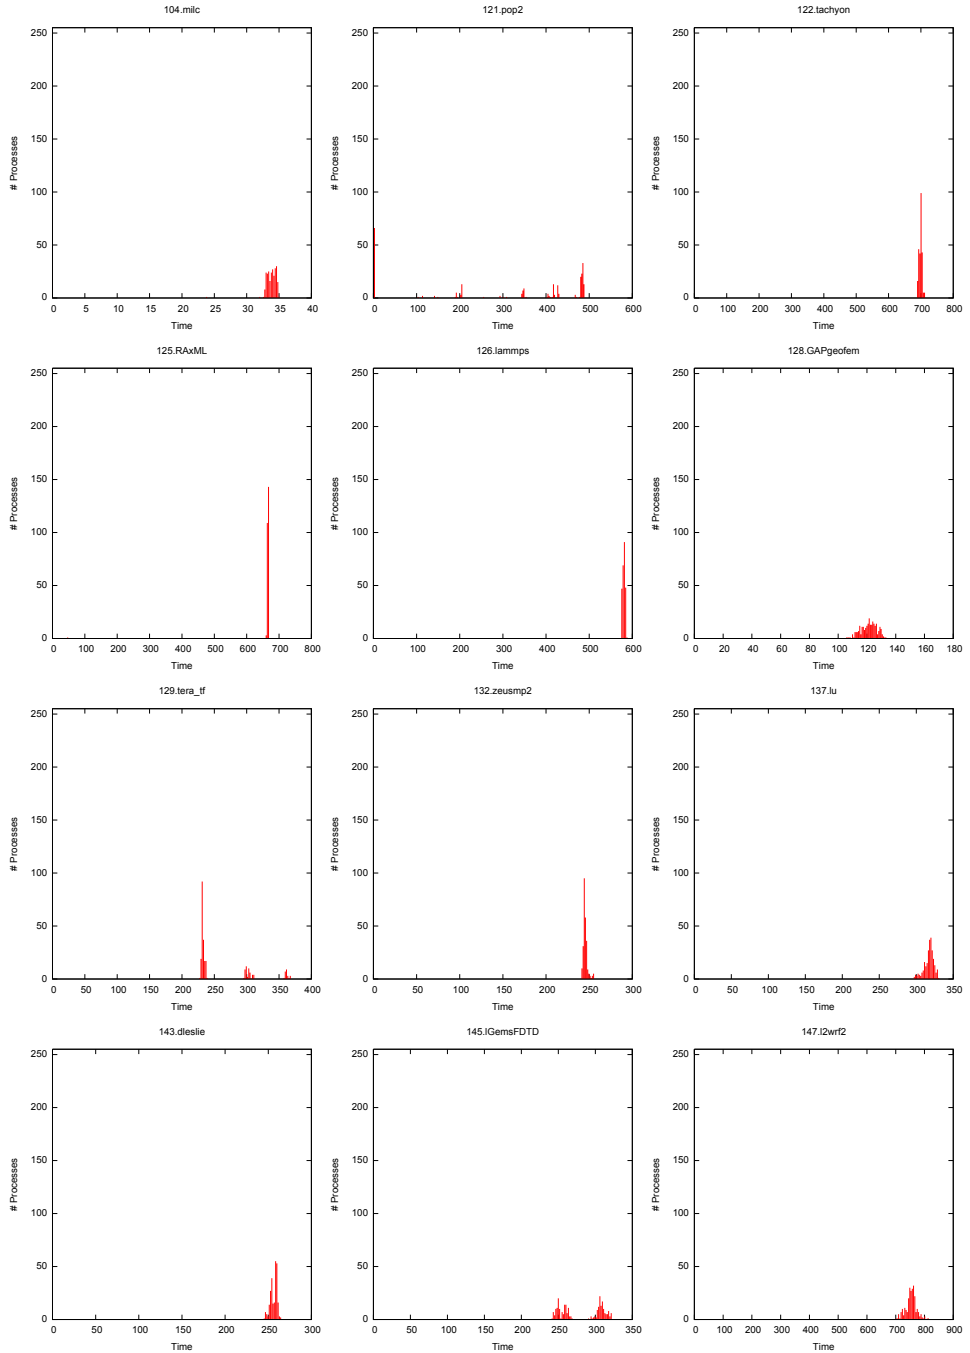 104.milc
250
200
150
100
50
0
# Processes
0 5 10 15 20 25 30 35 40
Time
121.pop2
250
200
150
100
50
0
# Processes
0 100 200 300 400 500 600
Time
122.tachyon
250
200
150
100
50
0
# Processes
0 100 200 300 400 500 600 700 800
Time
125.RAxML
250
200
150
100
50
0
# Processes
0 100 200 300 400 500 600 700 800
Time
126.lammps
250
200
150
100
50
0
# Processes
0 100 200 300 400 500 600
Time
128.GAPgeofem
250
200
150
100
50
0
# Processes
0 20 40 60 80 100 120 140 160 180
Time
129.tera_tf
250
200
150
100
50
0
# Processes
0 50 100 150 200 250 300 350 400
Time
132.zeusmp2
250
200
150
100
50
0
# Processes
0 50 100 150 200 250 300
Time
137.lu
250
200
150
100
50
0
# Processes
0 50 100 150 200 250 300 350
Time
143.dleslie
250
200
150
100
50
0
# Processes
0 50 100 150 200 250 300
Time
145.lGemsFDTD
250
200
150
100
50
0
# Processes
0 50 100 150 200 250 300 350
Time
147.l2wrf2
250
200
150
100
50
0
# Processes
0 100 200 300 400 500 600 700 800 900
Time